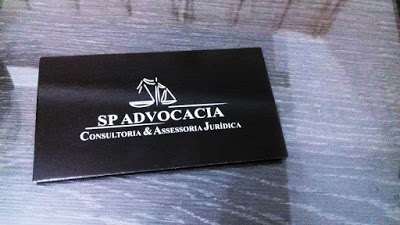 SP ADVOCACIA
CONSULTORIA & ASSESSORIA JURÍDICA